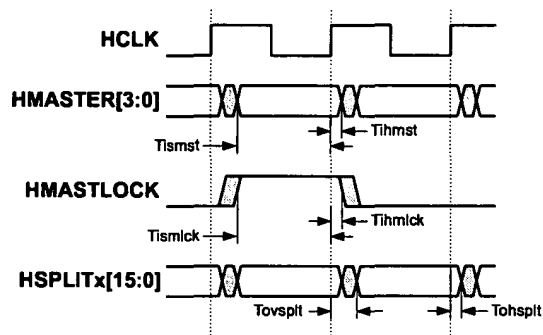 HCLK
HMASTER[3:0]
Tismst
Tihmst
HMASTLOCK
Tismlck
Tihmlck
HSPLITx[15:0]
Tovsplt
Tohsplt